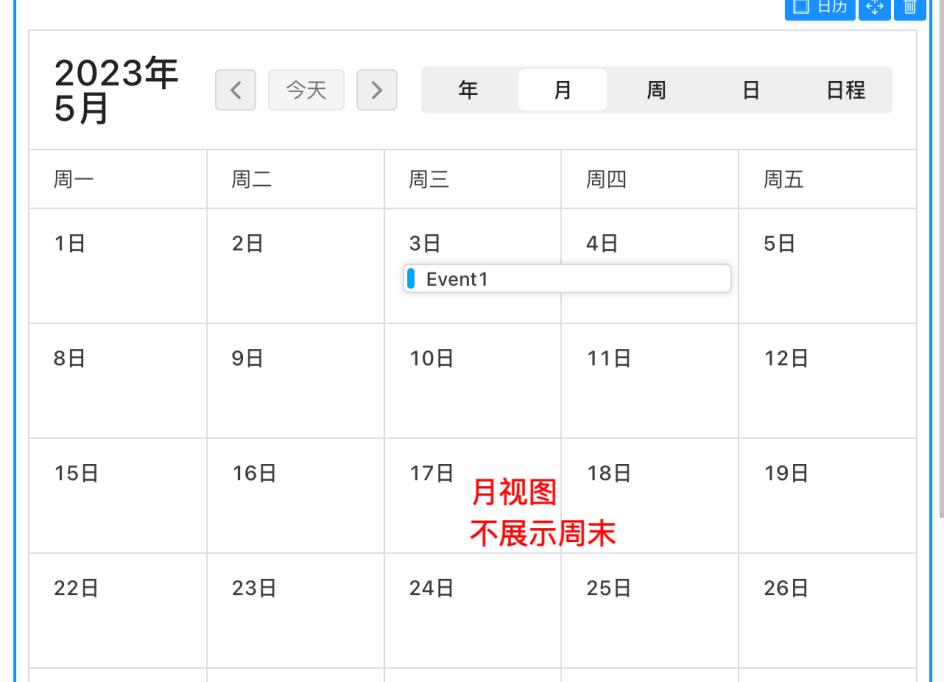 日历
2023年
5月
今天
年 月 周 日 日程
周一 周二 周三 周四 周五
1日 2日 3日 4日 5日
Event1
8日 9日 10日 11日 12日
15日 16日 17日 18日 19日
月视图
不展示周末
22日 23日 24日 25日 26日